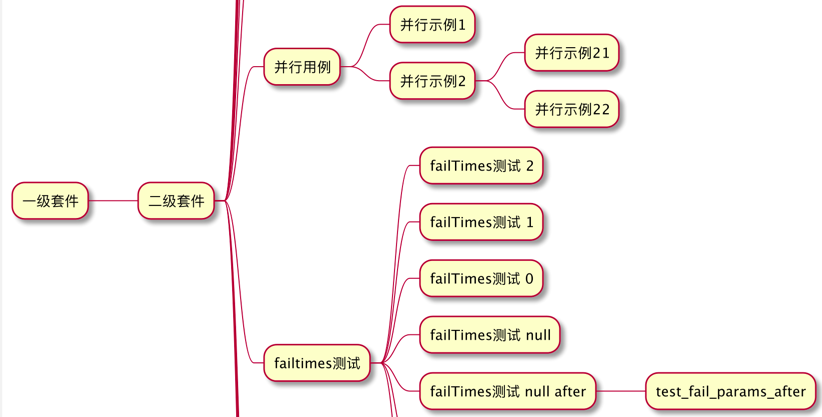 一级套件
二级套件
并行用例
并行示例1
并行示例2
并行示例21
并行示例22
failtimes测试
failTimes测试 2
failTimes测试 1
failTimes测试 0
failTimes测试 null
failTimes测试 null after
test_fail_params_after